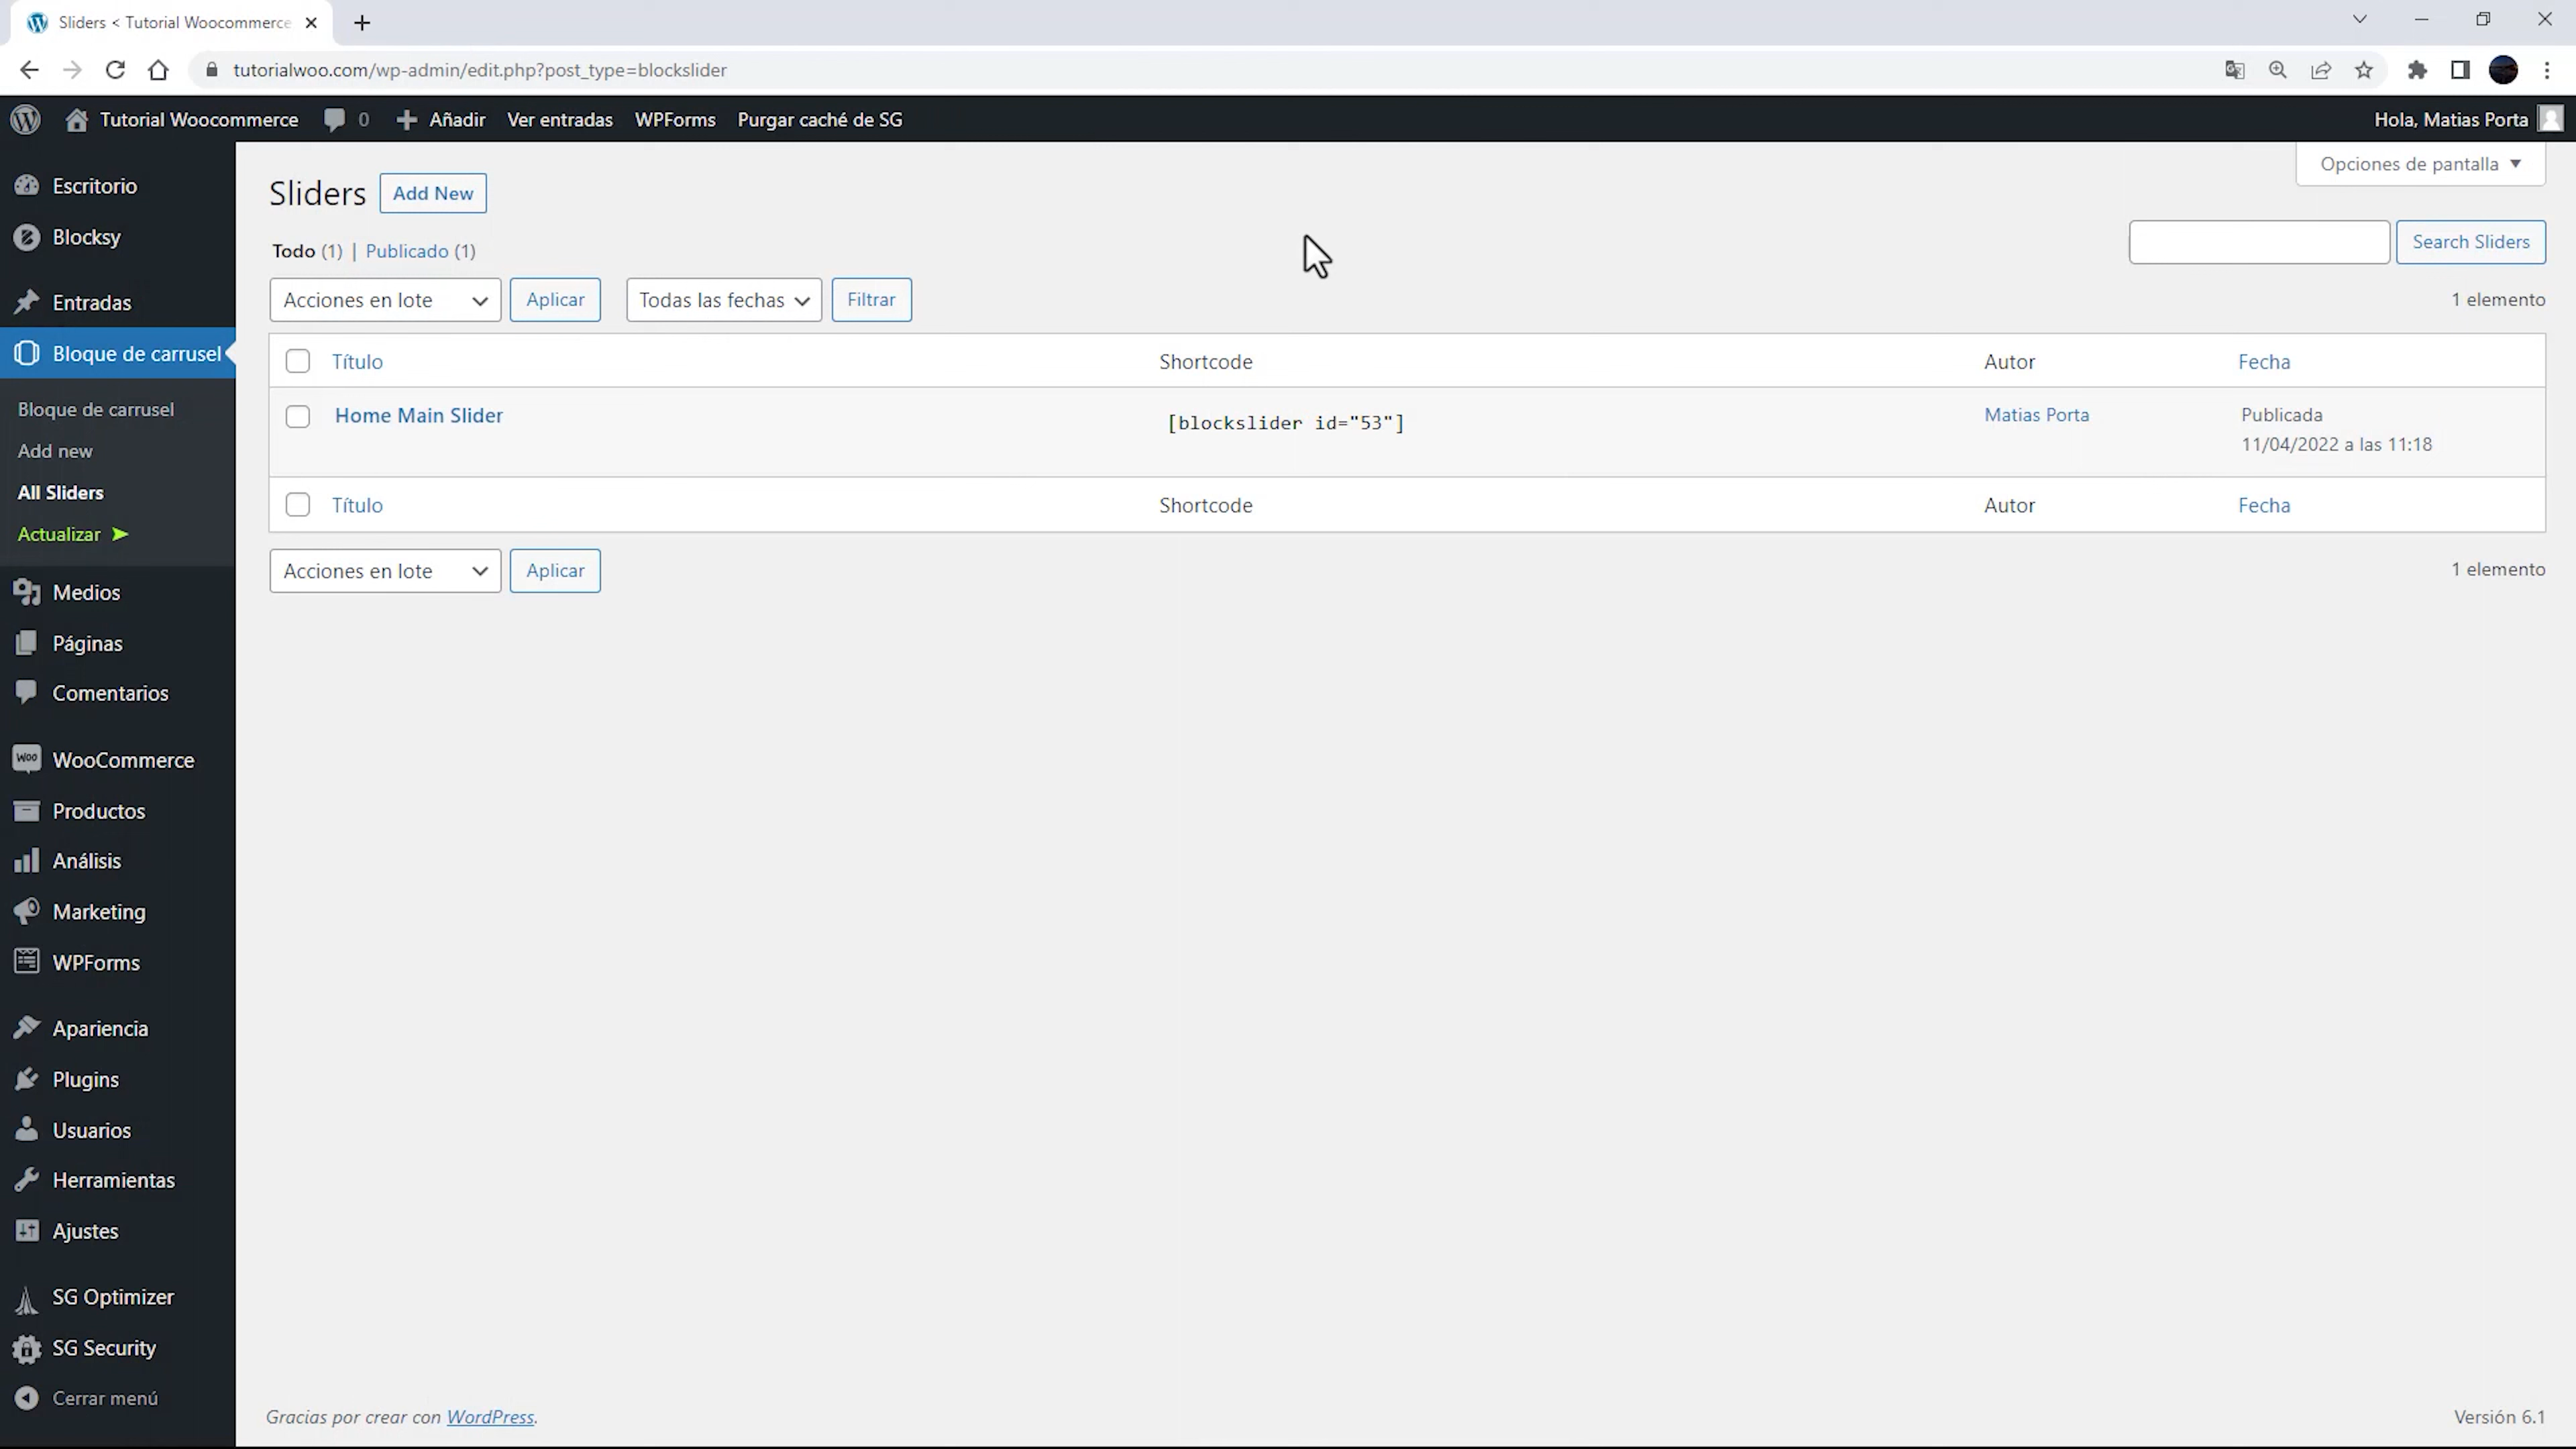 Sliders < Tutorial Woocommerce
tutorialwoo.com/wp-admin/edit.php?post_type=blockslider
Tutorial Woocommerce
0
Añadir
Ver entradas
WPForms
Purgar caché de SG
Hola, Matias Porta
Escritorio
Blocksy
Entradas
Bloque de carrusel
Bloque de carrusel
Add new
All Sliders
Actualizar ➤
Medios
Páginas
Comentarios
Woo
WooCommerce
Productos
Análisis
Marketing
WPForms
Apariencia
Plugins
Usuarios
Herramientas
Ajustes
SG Optimizer
SG Security
Cerrar menú
Opciones de pantalla ▼
Sliders
Add New
Todo (1) | Publicado (1)
Search Sliders
Acciones en lote
Aplicar
Todas las fechas
Filtrar
1 elemento
Título
Shortcode
Autor
Fecha
Home Main Slider
[blockslider id="53"]
Matias Porta
Publicada
11/04/2022 a las 11:18
Título
Shortcode
Autor
Fecha
Acciones en lote
Aplicar
1 elemento
Gracias por crear con WordPress.
Versión 6.1